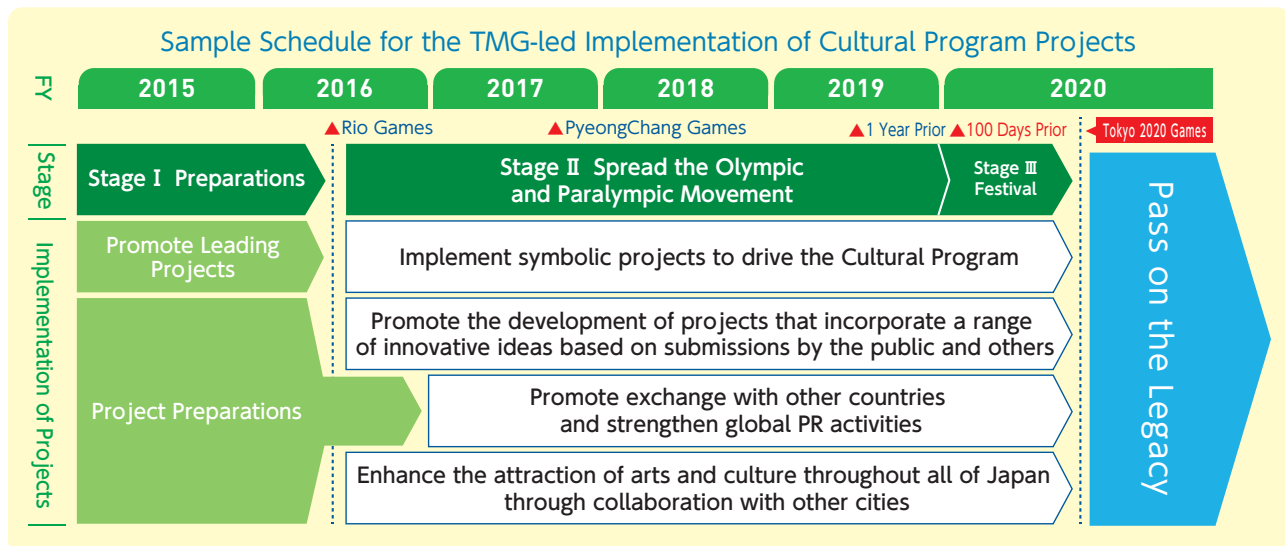 Sample Schedule for the TMG-led Implementation of Cultural Program Projects
FY
2015
2016
2017
2018
2019
2020
▲Rio Games
▲PyeongChang Games
▲1 Year Prior
▲100 Days Prior
Tokyo 2020 Games
Stage
Stage Ⅰ Preparations
Stage Ⅱ Spread the Olympic
and Paralympic Movement
Stage Ⅲ
Festival
Implementation of Projects
Promote Leading
Projects
Implement symbolic projects to drive the Cultural Program
Project Preparations
Promote the development of projects that incorporate a range
of innovative ideas based on submissions by the public and others
Promote exchange with other countries
and strengthen global PR activities
Enhance the attraction of arts and culture throughout all of Japan
through collaboration with other cities
Pass on the Legacy